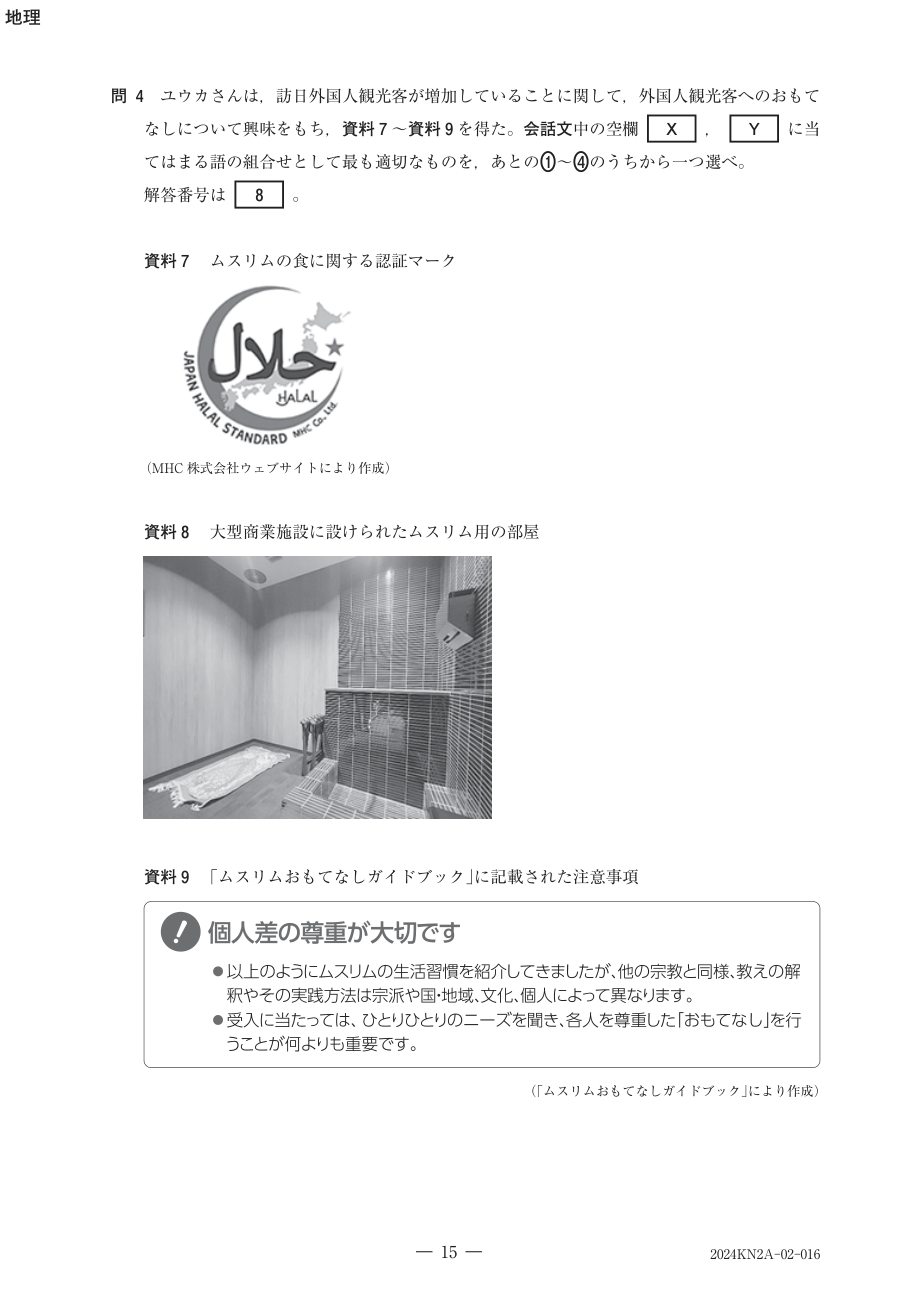 地理
問 4 ユウカさんは，訪日外国人観光客が増加していることに関して，外国人観光客へのおもて
なしについて興味をもち，資料7～資料9を得た。会話文中の空欄 X ， Y に当
てはまる語の組合せとして最も適切なものを，あとの①～④のうちから一つ選べ。
解答番号は 8 。
資料7 ムスリムの食に関する認証マーク
حلال
HALAL
JAPAN HALAL STANDARD MHC Co., Ltd.
（MHC 株式会社ウェブサイトにより作成）
資料8 大型商業施設に設けられたムスリム用の部屋
資料9 「ムスリムおもてなしガイドブック」に記載された注意事項
! 個人差の尊重が大切です
●以上のようにムスリムの生活習慣を紹介してきましたが、他の宗教と同様、教えの解
釈やその実践方法は宗派や国・地域、文化、個人によって異なります。
●受入に当たっては、ひとりひとりのニーズを聞き、各人を尊重した「おもてなし」を行
うことが何よりも重要です。
（「ムスリムおもてなしガイドブック」により作成）
― 15 ―
2024KN2A-02-016